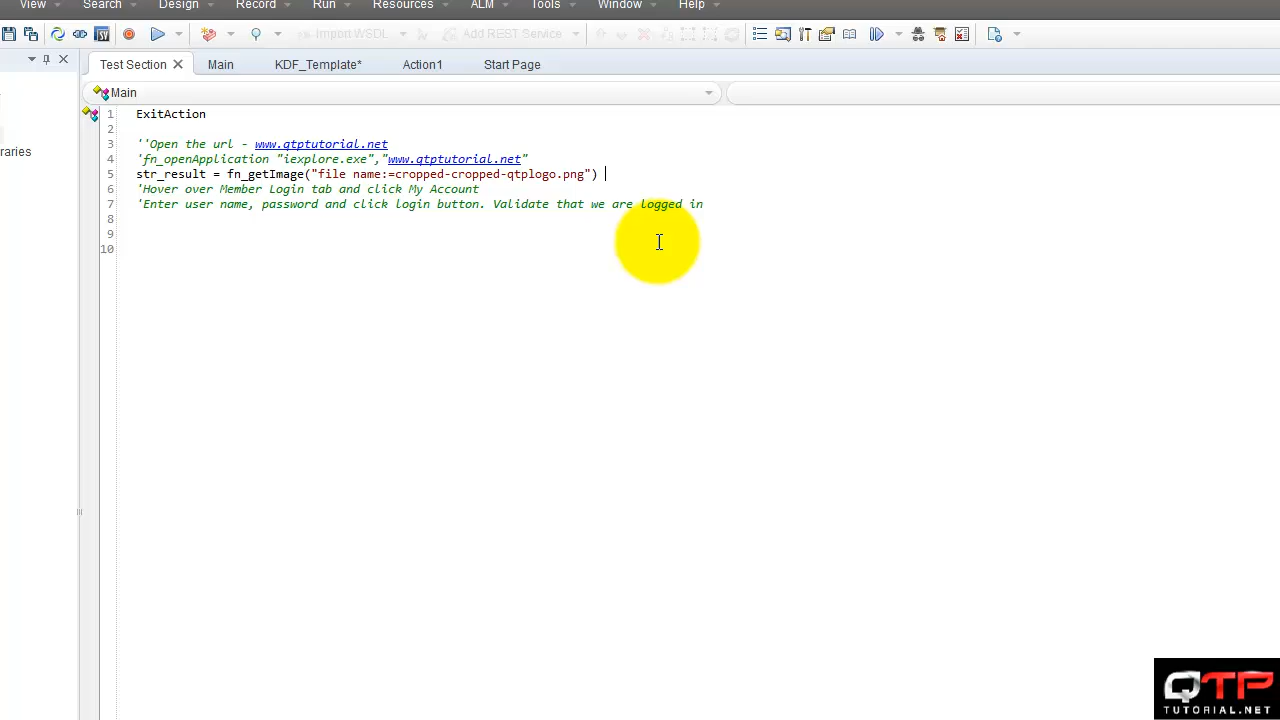 View Search Design Record Run Resources ALM Tools Window Help
Import WSDL Add REST Service
Test Section Main KDF_Template* Action1 Start Page
Main
1 ExitAction
2
3 ''Open the url - www.qtptutorial.net
4 'fn_openApplication "iexplore.exe","www.qtptutorial.net"
raries
5 str_result = fn_getImage("file name:=cropped-cropped-qtplogo.png")
6 'Hover over Member Login tab and click My Account
7 'Enter user name, password and click login button. Validate that we are logged in
8
9
10
QTP
TUTORIAL.NET